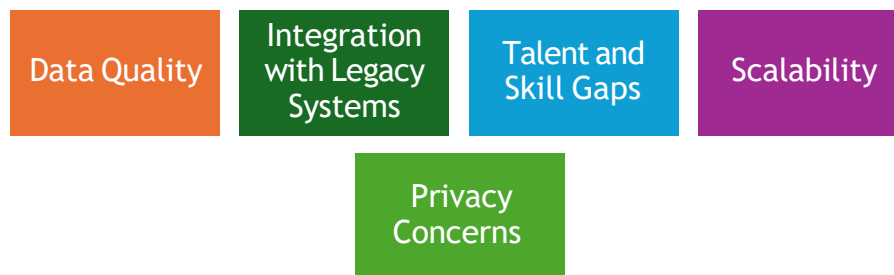 Data Quality
Integration
with Legacy
Systems
Talent and
Skill Gaps
Scalability
Privacy
Concerns